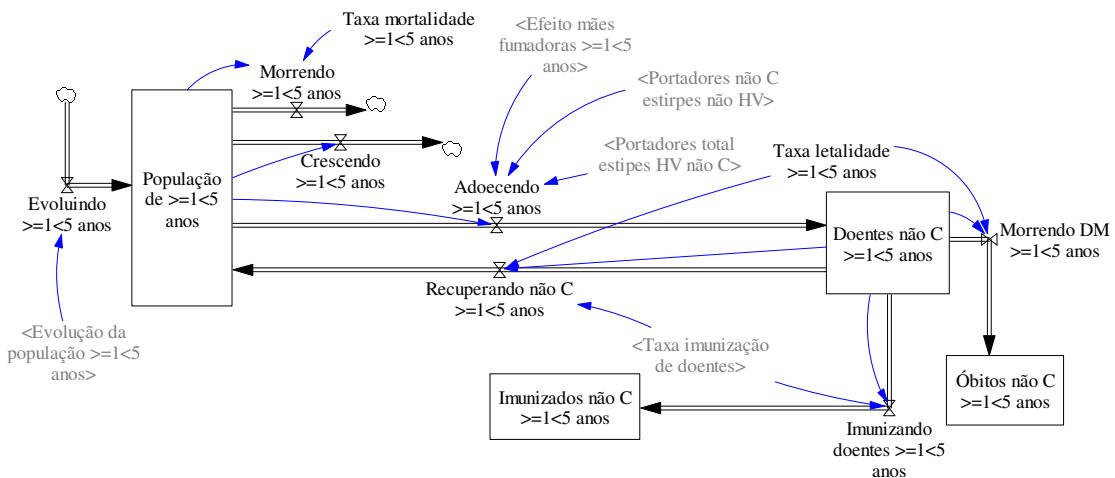 Taxa mortalidade
>=1<5 anos
<Efeito mães
fumadoras >=1<5
anos>
Morrendo
>=1<5 anos
<Portadores não C
estirpes não HV>
Crescendo
>=1<5 anos
<Portadores total
estipes HV não C>
Taxa letalidade
>=1<5 anos
População
de >=1<5
anos
Adoecendo
>=1<5 anos
Evoluindo
>=1<5 anos
Doentes não C
>=1<5 anos
Morrendo DM
>=1<5 anos
Recuperando não C
>=1<5 anos
<Evolução da
população >=1<5
anos>
<Taxa imunização
de doentes>
Imunizados não C
>=1<5 anos
Óbitos não C
>=1<5 anos
Imunizando
doentes >=1<5
anos